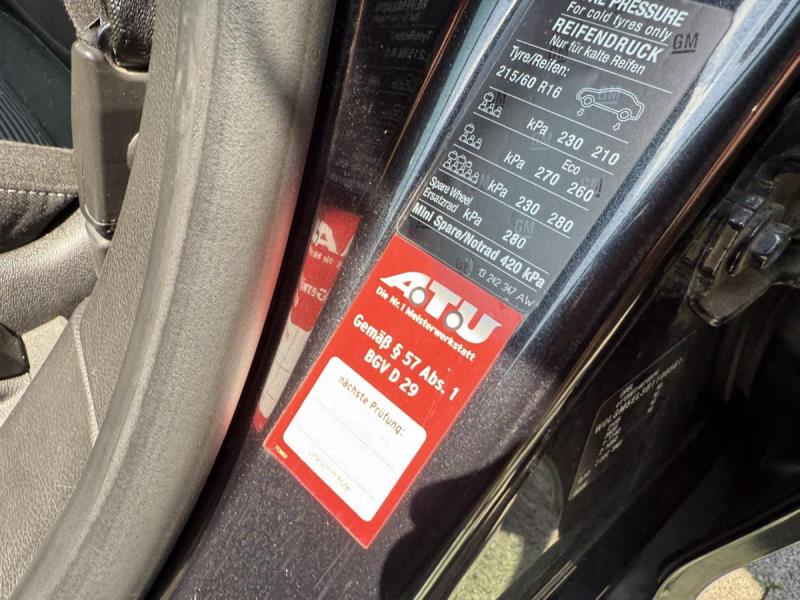 RE PRESSURE
For cold tyres only
REIFENDRUCK
Nur für kalte Reifen
GM
Tyre/Reifen:
215/60 R16
kPa 230 210
Eco
kPa 270 260
kPa 230 280
Spare Wheel
Ersatzrad kPa 280
Mini Spare/Notrad 420 kPa
GM
13 242 347 AW
A.T.U
Die Nr.1 Meisterwerkstatt
Gemäß § 57 Abs. 1
BGV D 29
nächste Prüfung: